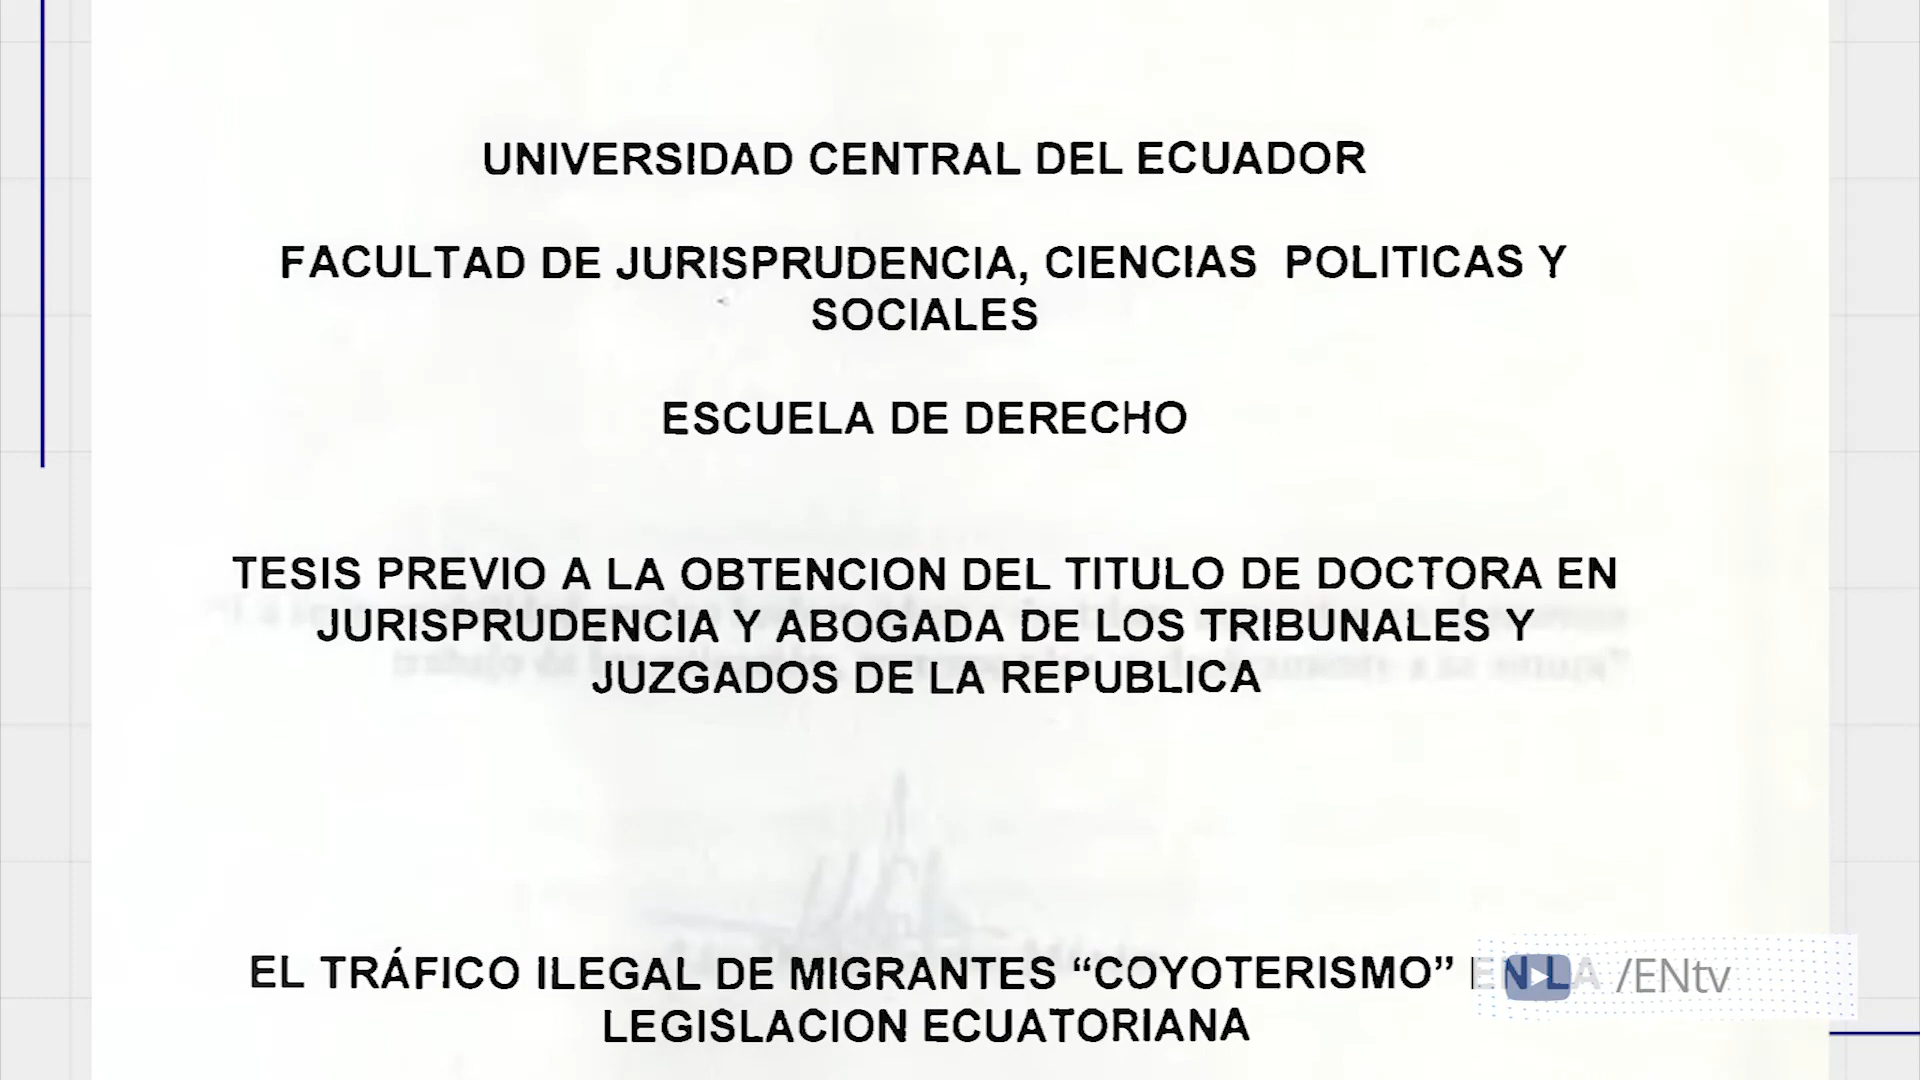 UNIVERSIDAD CENTRAL DEL ECUADOR
FACULTAD DE JURISPRUDENCIA, CIENCIAS POLITICAS Y
SOCIALES
ESCUELA DE DERECHO
TESIS PREVIO A LA OBTENCION DEL TITULO DE DOCTORA EN
JURISPRUDENCIA Y ABOGADA DE LOS TRIBUNALES Y
JUZGADOS DE LA REPUBLICA
EL TRÁFICO ILEGAL DE MIGRANTES “COYOTERISMO” EN LA
LEGISLACION ECUATORIANA
/ENtv